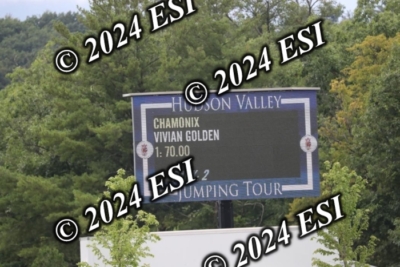 © 2024 ESI
© 2024 ESI
HUDSON VALLEY
CHAMONIX
VIVIAN GOLDEN
1: 70.00
2
© 2024 ESI
JUMPING TOUR
© 2024 ESI
© 2024 ESI